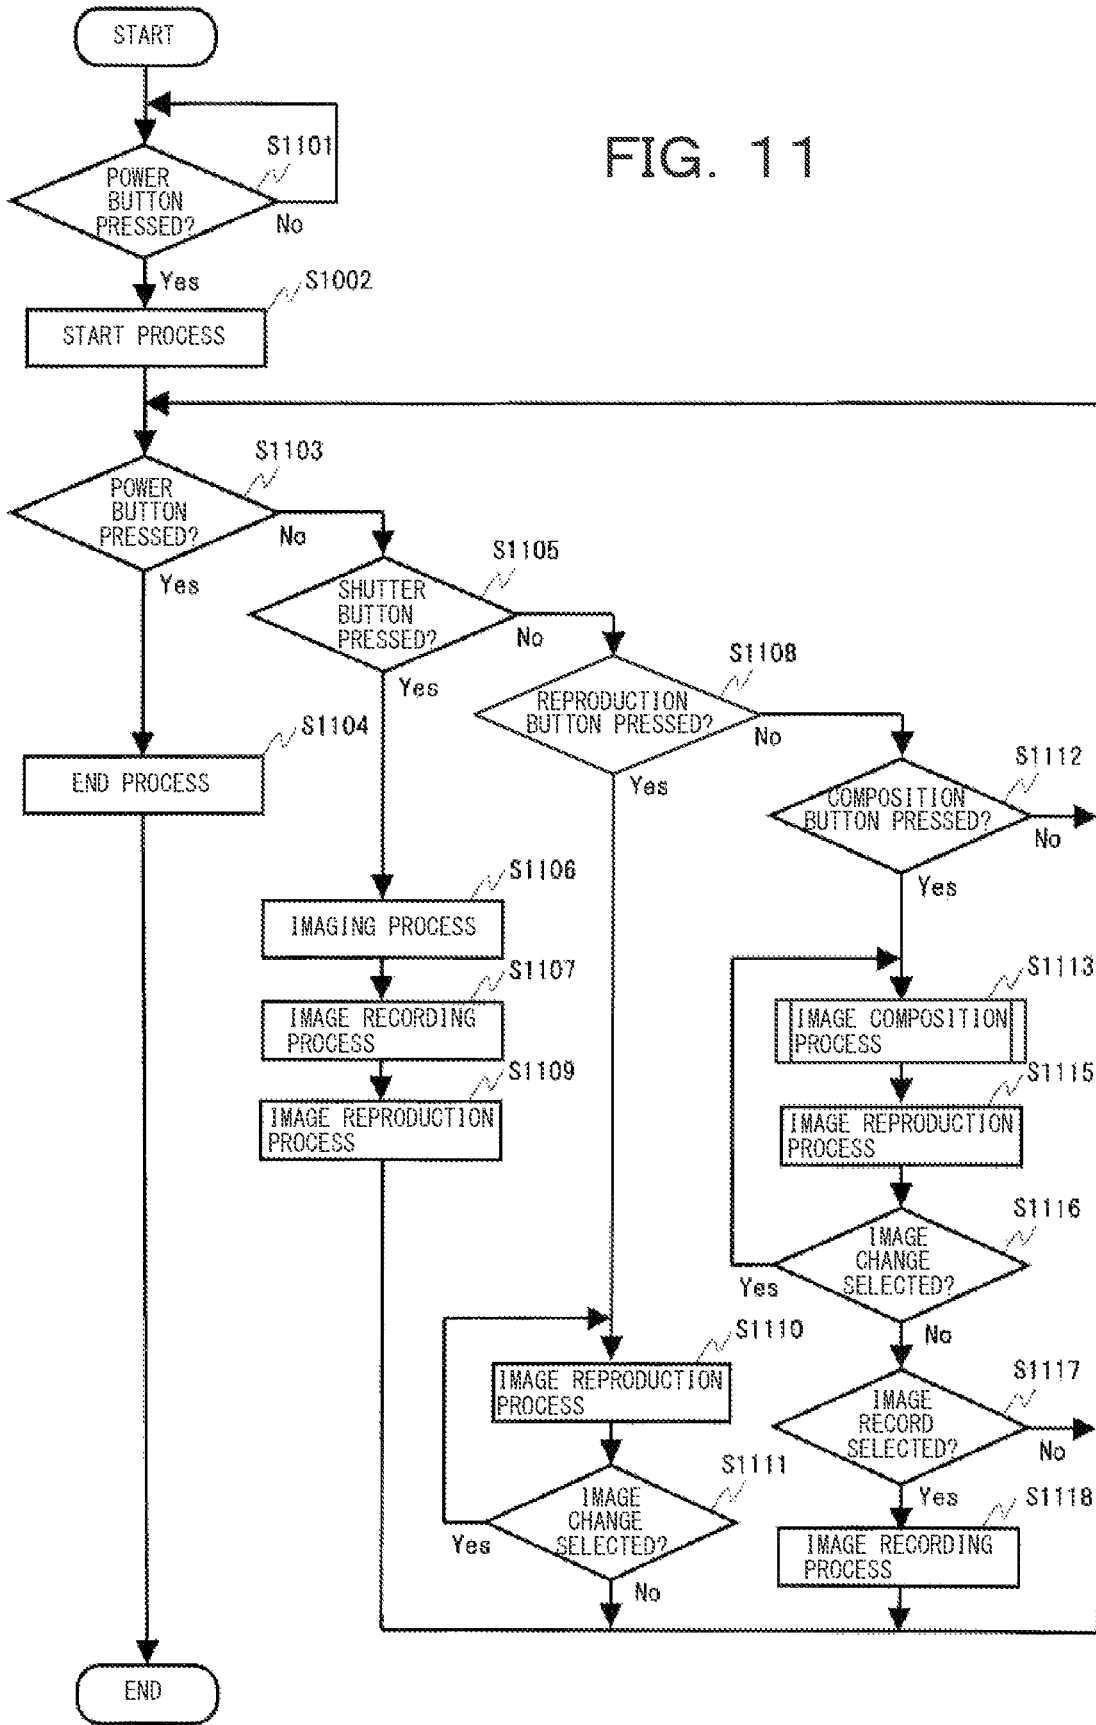 START
FIG. 11
S1101
POWER
BUTTON
PRESSED?
No
Yes
S1002
START PROCESS
S1103
POWER
BUTTON
PRESSED?
No
Yes
S1105
SHUTTER
BUTTON
PRESSED?
No
Yes
S1108
REPRODUCTION
BUTTON PRESSED?
No
Yes
S1104
END PROCESS
S1112
COMPOSITION
BUTTON PRESSED?
No
Yes
S1106
IMAGING PROCESS
S1107
IMAGE RECORDING
PROCESS
S1109
IMAGE REPRODUCTION
PROCESS
S1113
IMAGE COMPOSITION
PROCESS
S1115
IMAGE REPRODUCTION
PROCESS
S1116
IMAGE
CHANGE
SELECTED?
Yes
No
S1110
IMAGE REPRODUCTION
PROCESS
S1111
IMAGE
CHANGE
SELECTED?
Yes
No
S1117
IMAGE
RECORD
SELECTED?
No
Yes
S1118
IMAGE RECORDING
PROCESS
END